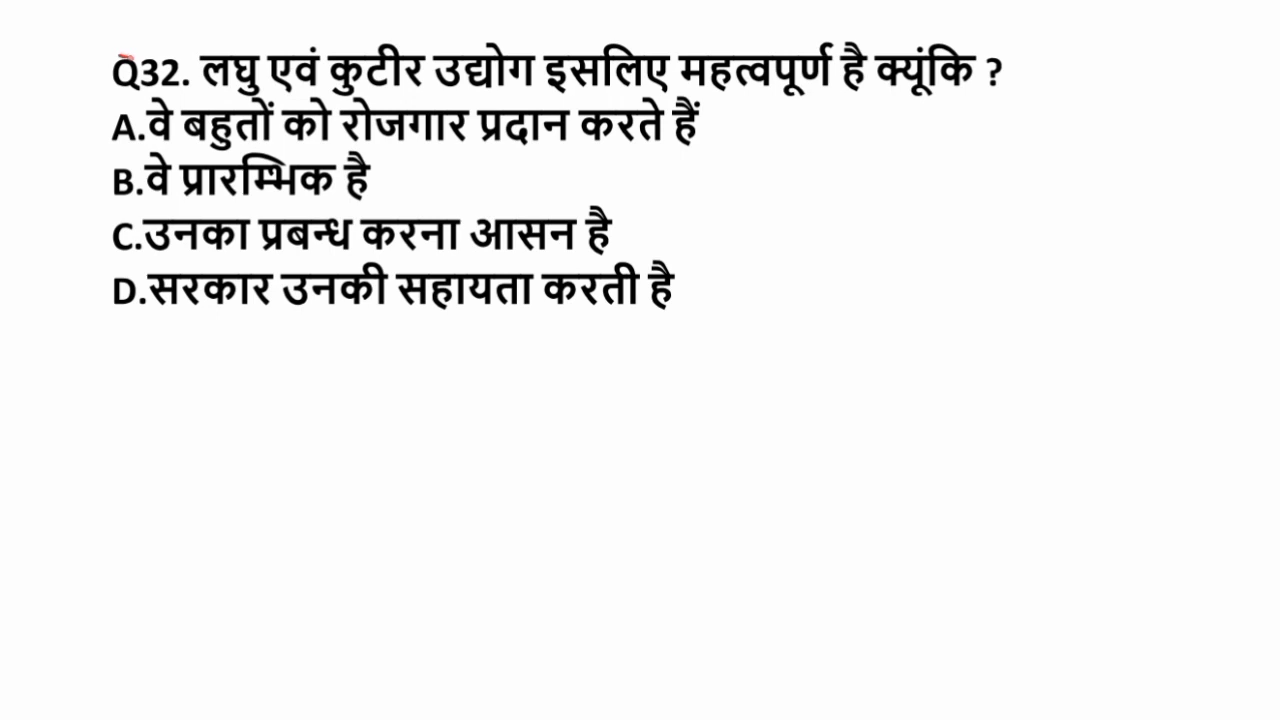 Q32. लघु एवं कुटीर उद्योग इसलिए महत्वपूर्ण है क्यूंकि ?
A.वे बहुतों को रोजगार प्रदान करते हैं
B.वे प्रारम्भिक है
C.उनका प्रबन्ध करना आसन है
D.सरकार उनकी सहायता करती है